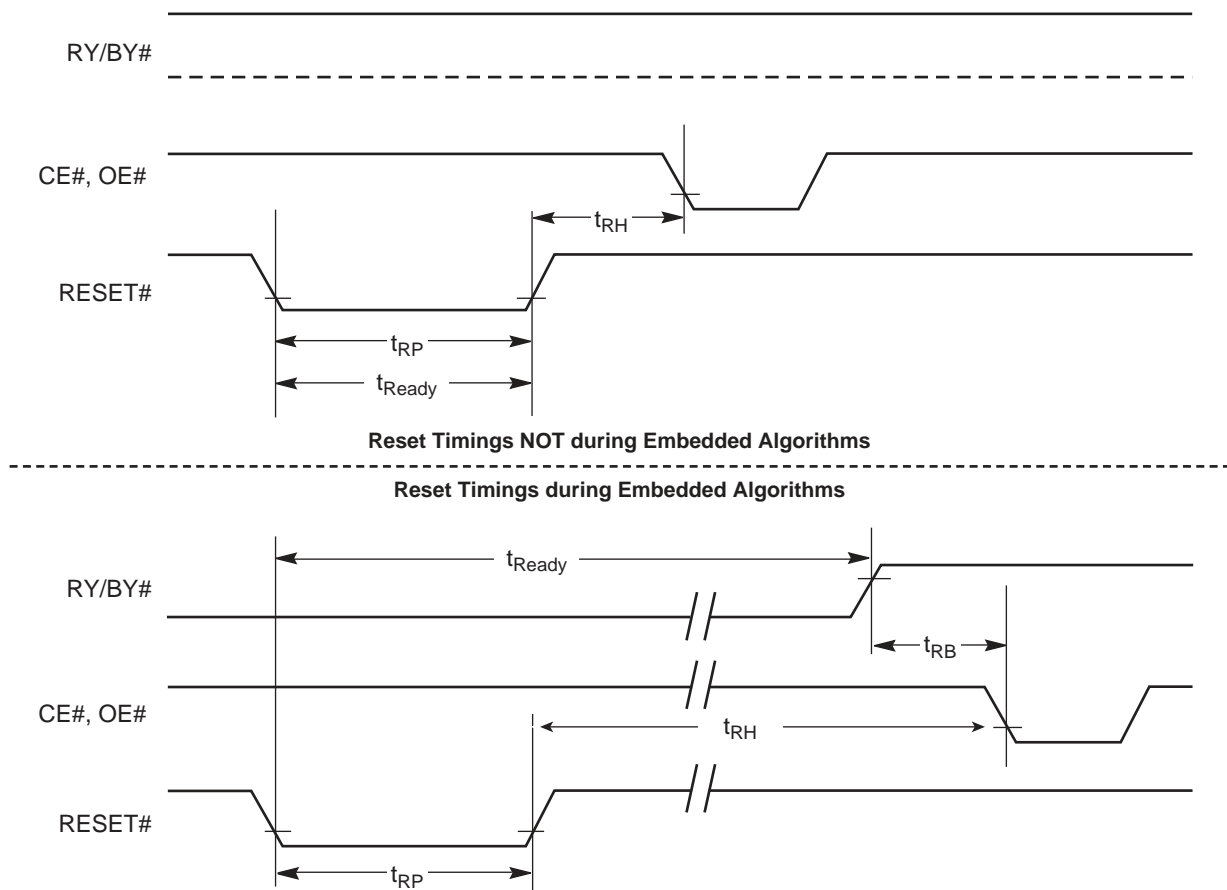 RY/BY#
CE#, OE#
tRH
RESET#
tRP
tReady
Reset Timings NOT during Embedded Algorithms
Reset Timings during Embedded Algorithms
tReady
RY/BY#
tRB
CE#, OE#
tRH
RESET#
tRP